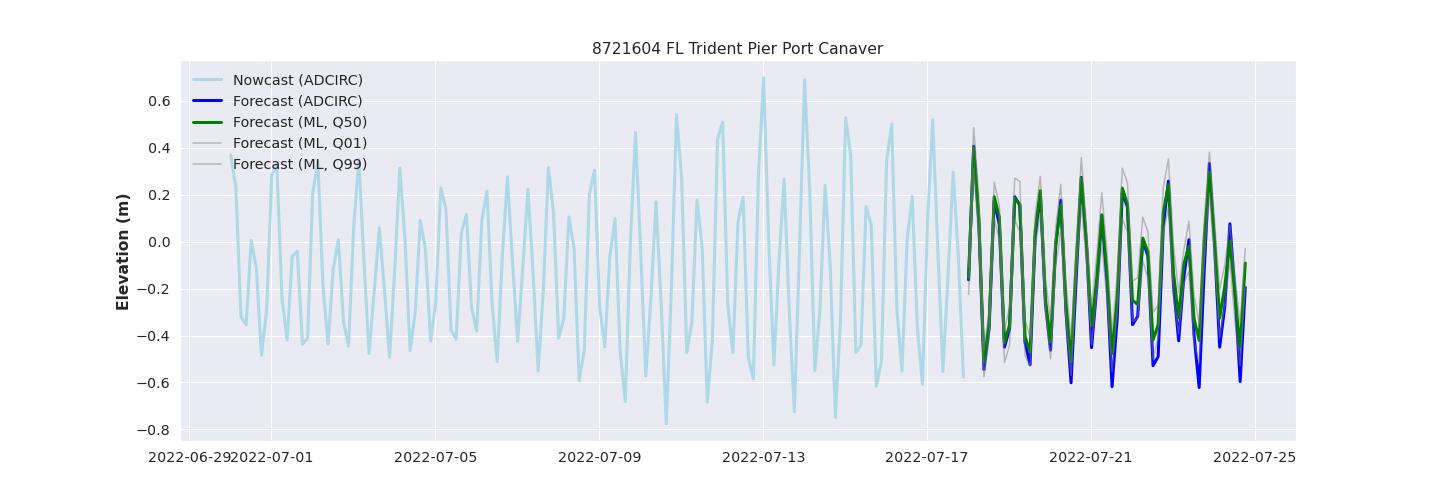 8721604 FL Trident Pier Port Canaver
Nowcast (ADCIRC)
Forecast (ADCIRC)
Forecast (ML, Q50)
Forecast (ML, Q01)
Forecast (ML, Q99)
Elevation (m)
0.6
0.4
0.2
0.0
−0.2
−0.4
−0.6
−0.8
2022-06-29 2022-07-01 2022-07-05 2022-07-09 2022-07-13 2022-07-17 2022-07-21 2022-07-25